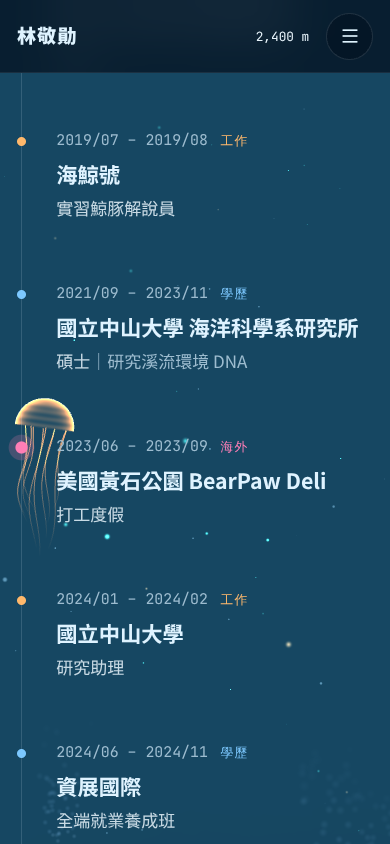 林敬勛
2,400 m
2019/07 – 2019/08 工作
海鯨號
實習鯨豚解說員
2021/09 – 2023/11 學歷
國立中山大學 海洋科學系研究所
碩士｜研究溪流環境 DNA
2023/06 – 2023/09 海外
美國黃石公園 BearPaw Deli
打工度假
2024/01 – 2024/02 工作
國立中山大學
研究助理
2024/06 – 2024/11 學歷
資展國際
全端就業養成班